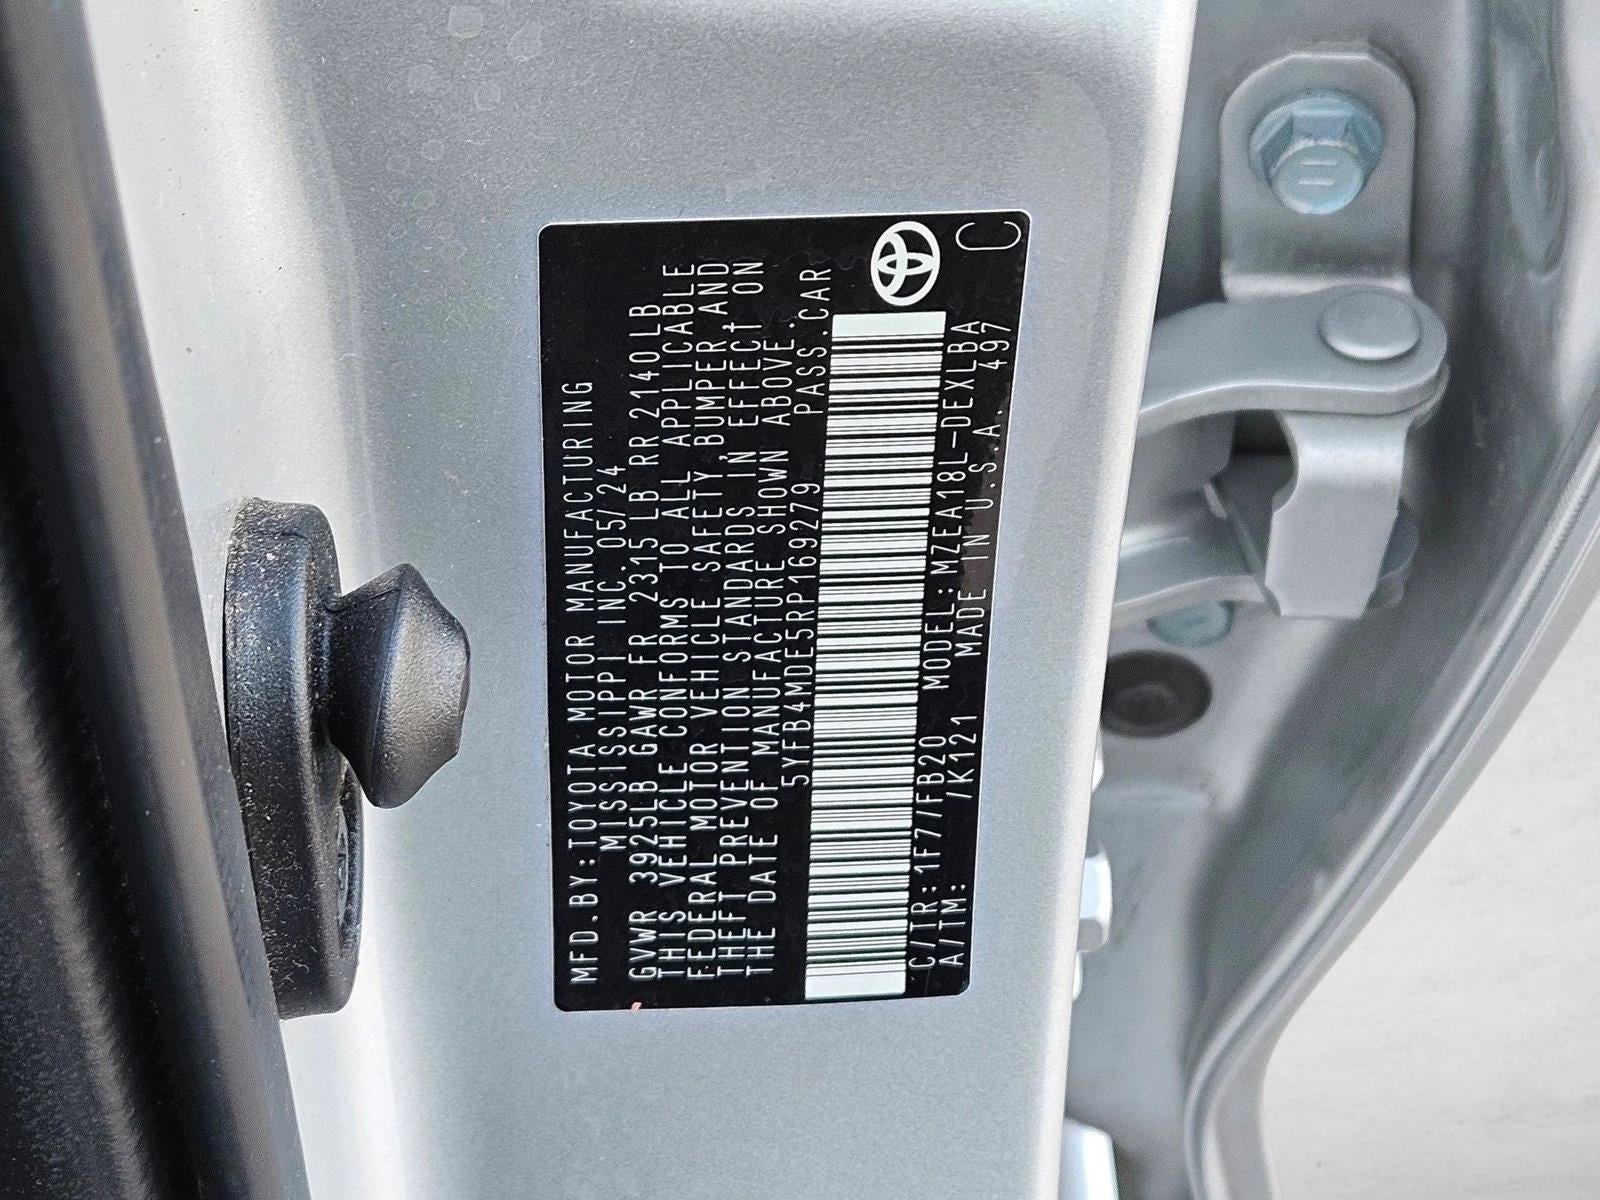 MFD.BY:TOYOTA MOTOR MANUFACTURING
MISSISSIPPI INC.05/24
GVWR 3925LB GAWR FR 2315LB RR 2140LB
THIS VEHICLE CONFORMS TO ALL APPLICABLE
FEDERAL MOTOR VEHICLE SAFETY,BUMPER,AND
THEFT PREVENTION STANDARDS IN EFFECT ON
THE DATE OF MANUFACTURE SHOWN ABOVE.
5YFB4MDE5RP169279 PASS.CAR
C/TR:1F7/FB20 MODEL:MZEA18L-DEXLBA
A/TM: /K121 MADE IN U.S.A. 497
C